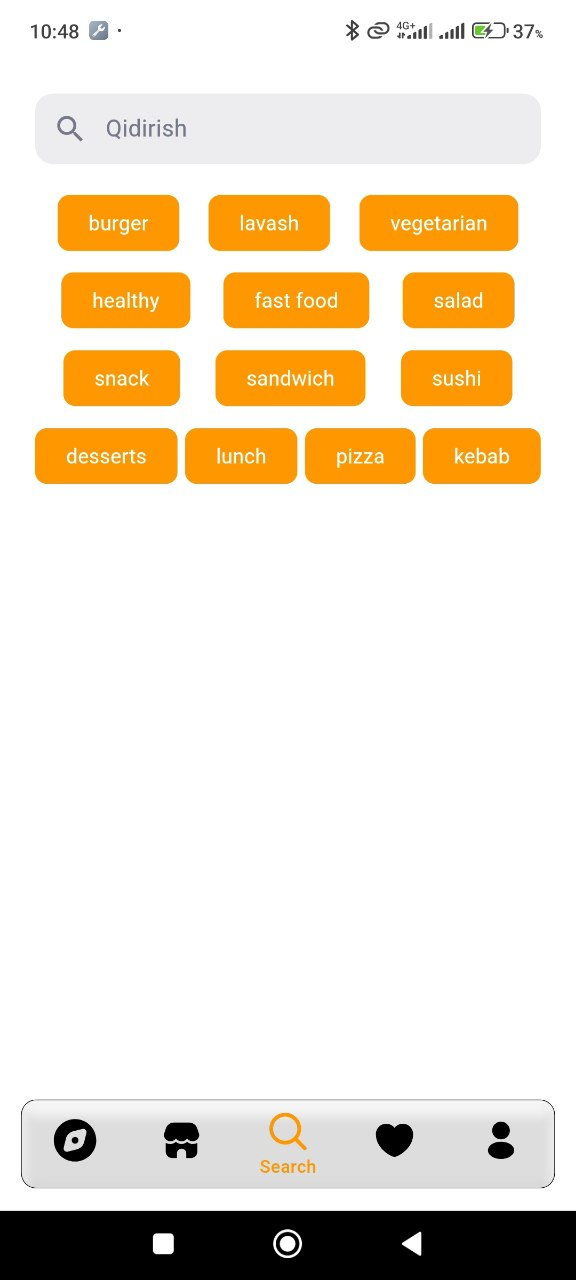 10:48 4G+ 37%
Qidirish
burger lavash vegetarian
healthy fast food salad
snack sandwich sushi
desserts lunch pizza kebab
Search